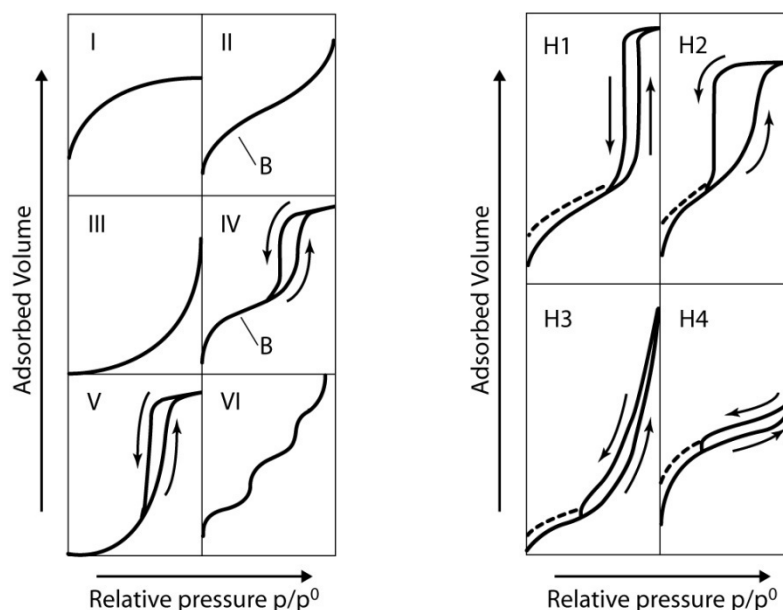 I
II
B
III
IV
B
V
VI
Adsorbed Volume
Relative pressure p/p⁰
H1
H2
H3
H4
Adsorbed Volume
Relative pressure p/p⁰